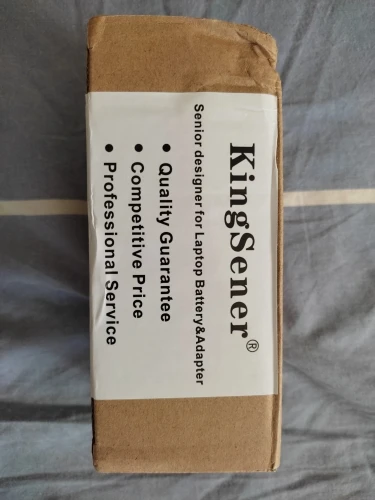 KingSener®
Senior designer for Laptop Battery&Adapter
● Quality Guarantee
● Competitive Price
● Professional Service